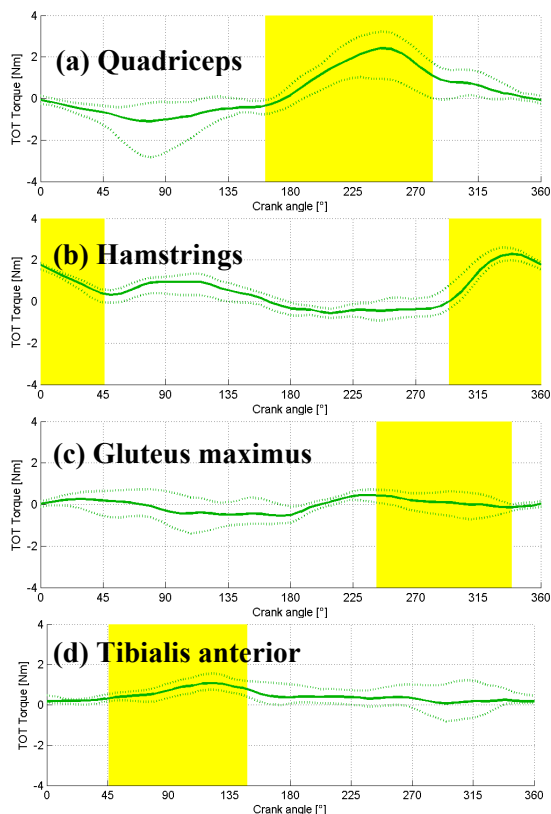 (a) Quadriceps
TOT Torque [Nm]
4
2
0
-2
-4
0 45 90 135 180 225 270 315 360
Crank angle [°]
(b) Hamstrings
TOT Torque [Nm]
4
2
0
-2
-4
0 45 90 135 180 225 270 315 360
Crank angle [°]
(c) Gluteus maximus
TOT Torque [Nm]
4
2
0
-2
-4
0 45 90 135 180 225 270 315 360
Crank angle [°]
(d) Tibialis anterior
TOT Torque [Nm]
4
2
0
-2
-4
0 45 90 135 180 225 270 315 360
Crank angle [°]